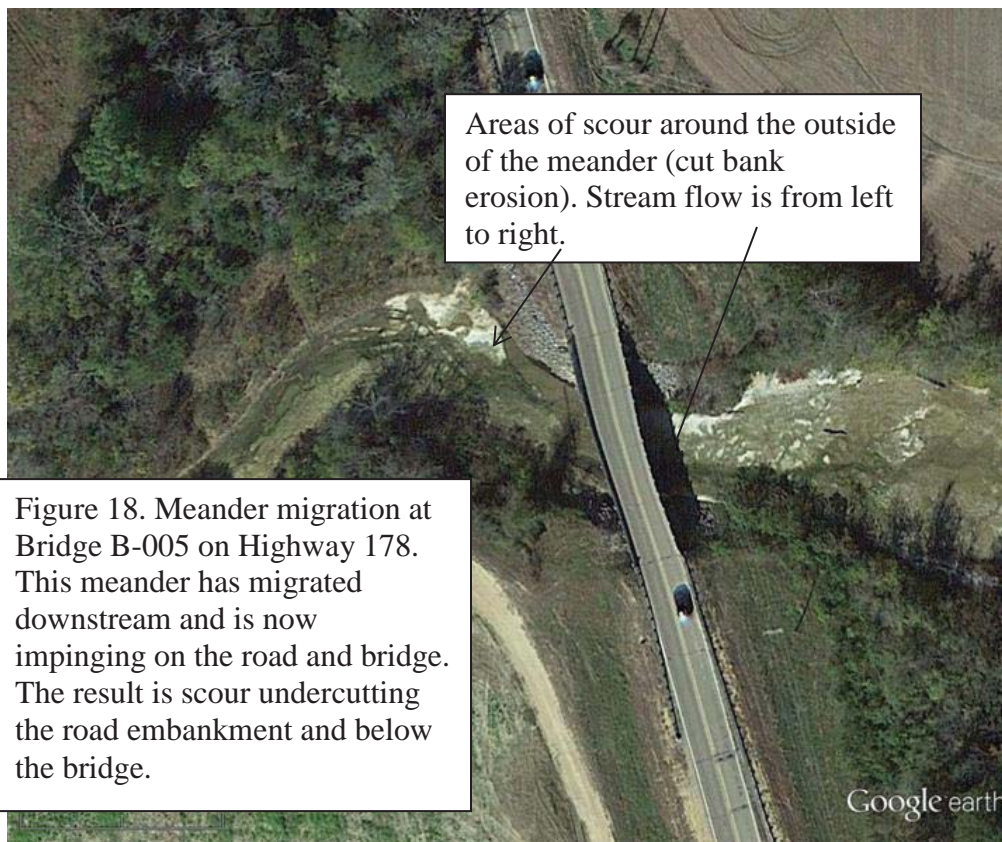 Areas of scour around the outside
of the meander (cut bank
erosion). Stream flow is from left
to right.
Figure 18. Meander migration at
Bridge B-005 on Highway 178.
This meander has migrated
downstream and is now
impinging on the road and bridge.
The result is scour undercutting
the road embankment and below
the bridge.
Google earth